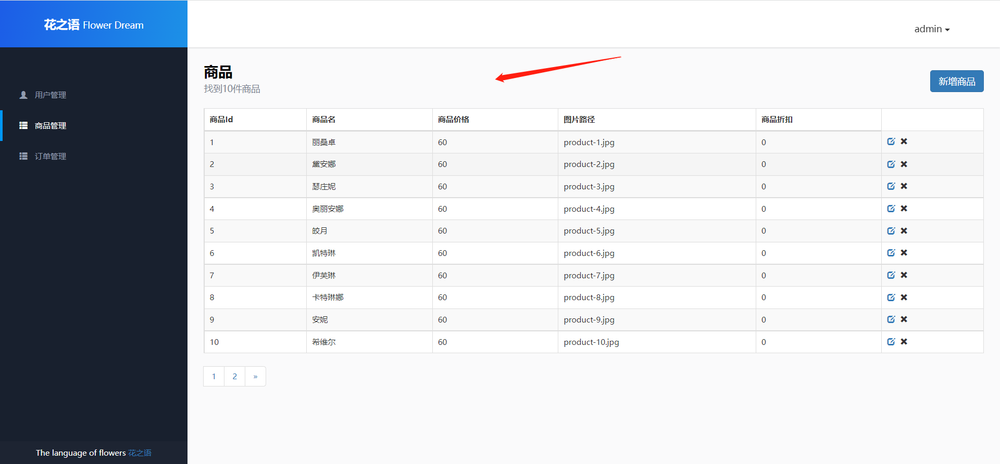 花之语 Flower Dream
admin
用户管理
商品管理
订单管理
商品
找到10件商品
新增商品
商品Id 商品名 商品价格 图片路径 商品折扣
1 丽桑卓 60 product-1.jpg 0
2 黛安娜 60 product-2.jpg 0
3 瑟庄妮 60 product-3.jpg 0
4 奥丽安娜 60 product-4.jpg 0
5 皎月 60 product-5.jpg 0
6 凯特琳 60 product-6.jpg 0
7 伊芙琳 60 product-7.jpg 0
8 卡特琳娜 60 product-8.jpg 0
9 安妮 60 product-9.jpg 0
10 希维尔 60 product-10.jpg 0
1 2 »
The language of flowers 花之语